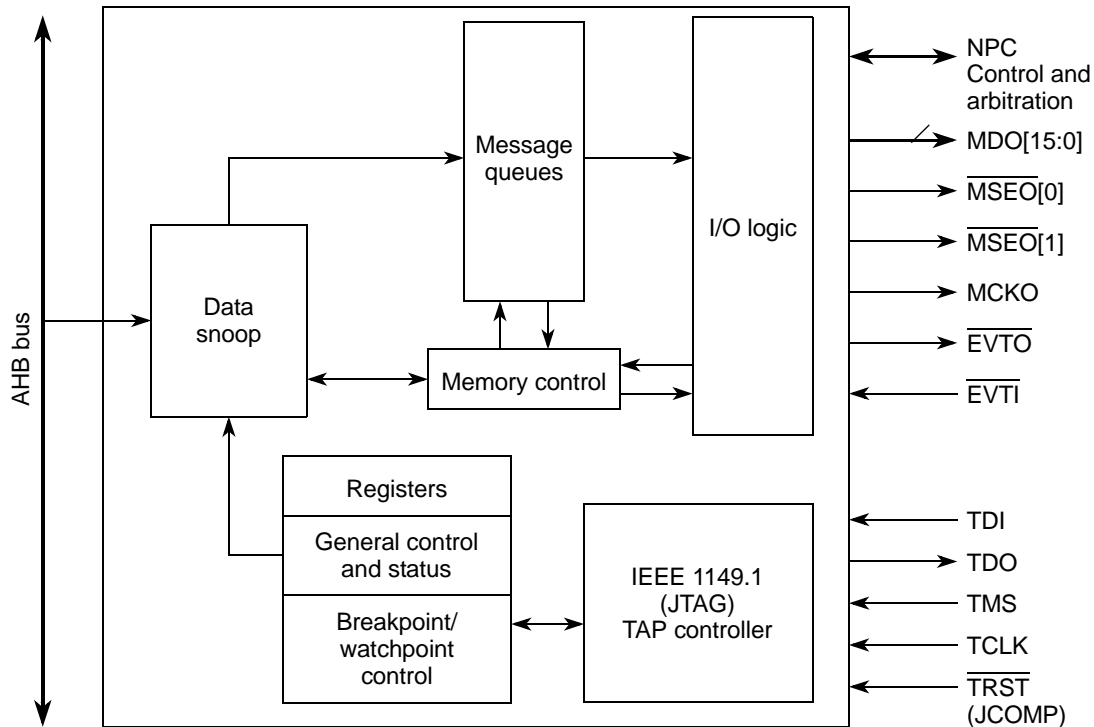 NPC
Control and
arbitration
MDO[15:0]
MSEO[0]
MSEO[1]
MCKO
EVTO
EVTI
Message
queues
I/O logic
Data
snoop
AHB bus
Memory control
Registers
General control
and status
Breakpoint/
watchpoint
control
IEEE 1149.1
(JTAG)
TAP controller
TDI
TDO
TMS
TCLK
TRST
(JCOMP)